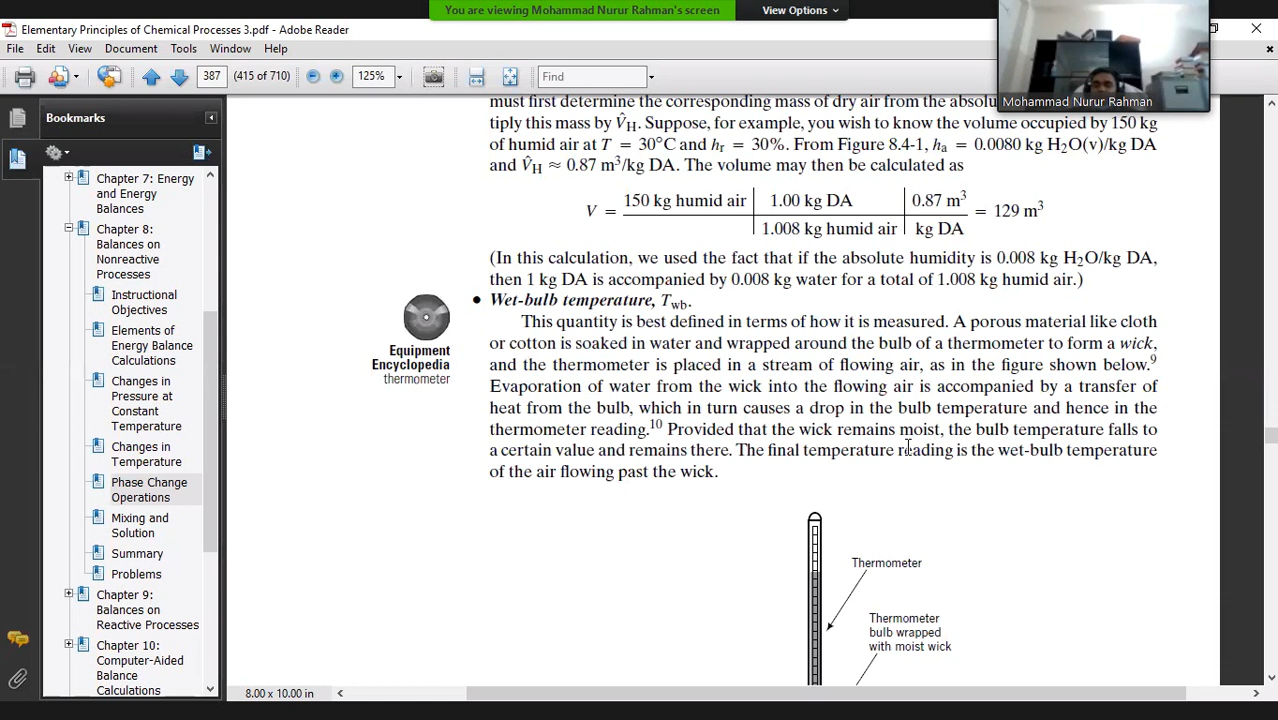 You are viewing Mohammad Nurur Rahman's screen
View Options
Elementary Principles of Chemical Processes 3.pdf - Adobe Reader
File Edit View Document Tools Window Help
387 (415 of 710) 125% Find
Mohammad Nurur Rahman
Bookmarks
Chapter 7: Energy
and Energy
Balances
Chapter 8:
Balances on
Nonreactive
Processes
Instructional
Objectives
Elements of
Energy Balance
Calculations
Changes in
Pressure at
Constant
Temperature
Changes in
Temperature
Phase Change
Operations
Mixing and
Solution
Summary
Problems
Chapter 9:
Balances on
Reactive Processes
Chapter 10:
Computer-Aided
Balance
Calculations
must first determine the corresponding mass of dry air from the absolu
tiply this mass by V̂H. Suppose, for example, you wish to know the volume occupied by 150 kg
of humid air at T = 30°C and hr = 30%. From Figure 8.4-1, ha = 0.0080 kg H2O(v)/kg DA
and V̂H ≈ 0.87 m³/kg DA. The volume may then be calculated as
V = 150 kg humid air | 1.00 kg DA | 0.87 m³ = 129 m³
1.008 kg humid air | kg DA
(In this calculation, we used the fact that if the absolute humidity is 0.008 kg H2O/kg DA,
then 1 kg DA is accompanied by 0.008 kg water for a total of 1.008 kg humid air.)
• Wet-bulb temperature, Twb.
This quantity is best defined in terms of how it is measured. A porous material like cloth
or cotton is soaked in water and wrapped around the bulb of a thermometer to form a wick,
and the thermometer is placed in a stream of flowing air, as in the figure shown below.⁹
Evaporation of water from the wick into the flowing air is accompanied by a transfer of
heat from the bulb, which in turn causes a drop in the bulb temperature and hence in the
thermometer reading.¹⁰ Provided that the wick remains moist, the bulb temperature falls to
a certain value and remains there. The final temperature reading is the wet-bulb temperature
of the air flowing past the wick.
Equipment
Encyclopedia
thermometer
Thermometer
Thermometer
bulb wrapped
with moist wick
8.00 x 10.00 in